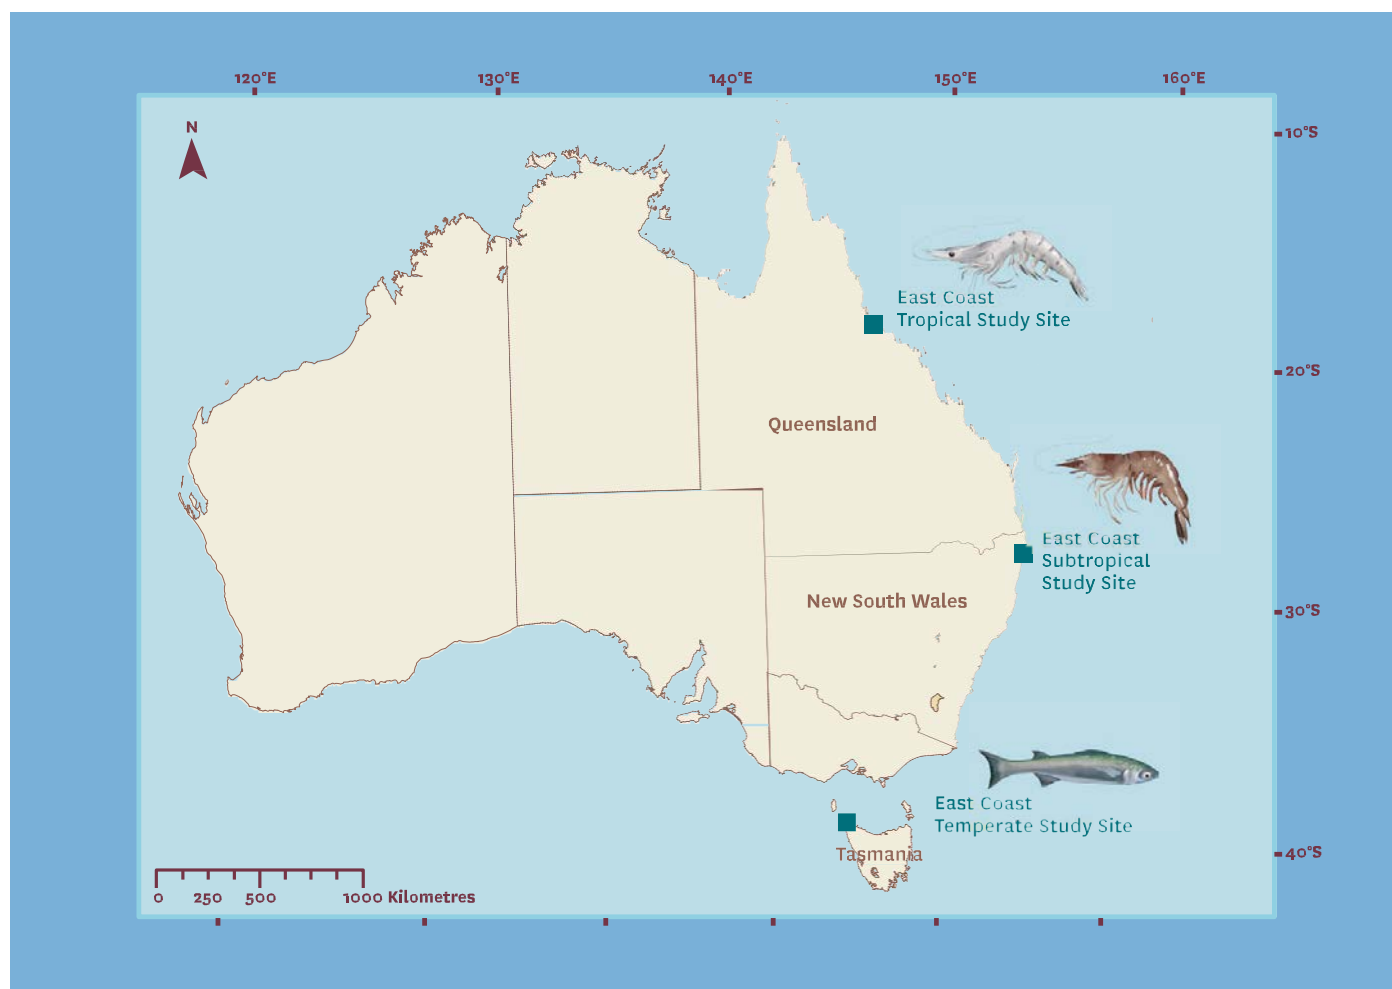 120°E
130°E
140°E
150°E
160°E
N
10°S
East Coast
Tropical Study Site
20°S
Queensland
East Coast
Subtropical
Study Site
New South Wales
30°S
East Coast
Temperate Study Site
Tasmania
40°S
0 250 500 1000 Kilometres